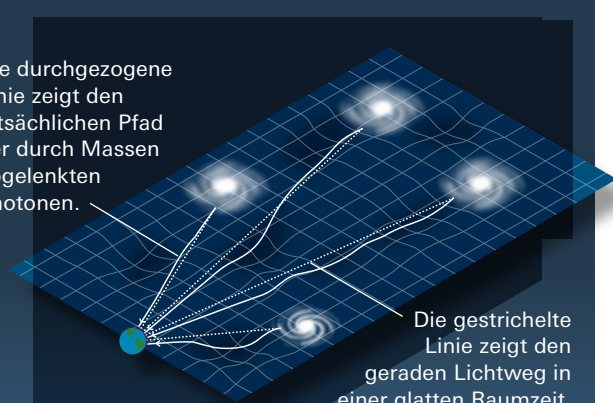 e durchgezogene
nie zeigt den
tsächlichen Pfad
er durch Massen
gelenkten
otonen.
Die gestrichelte
Linie zeigt den
geraden Lichtweg in
einer glatten Raumzeit.